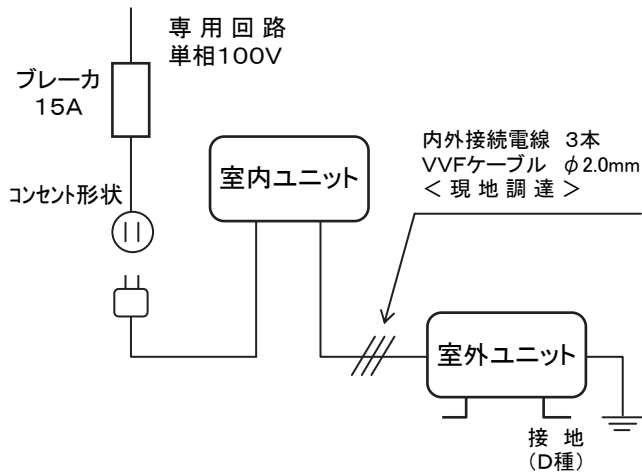 専用回路
単相100V
ブレーカ
15A
コンセント形状
室内ユニット
内外接続電線 3本
VVFケーブル φ2.0mm
＜現地調達＞
室外ユニット
接地
（D種）